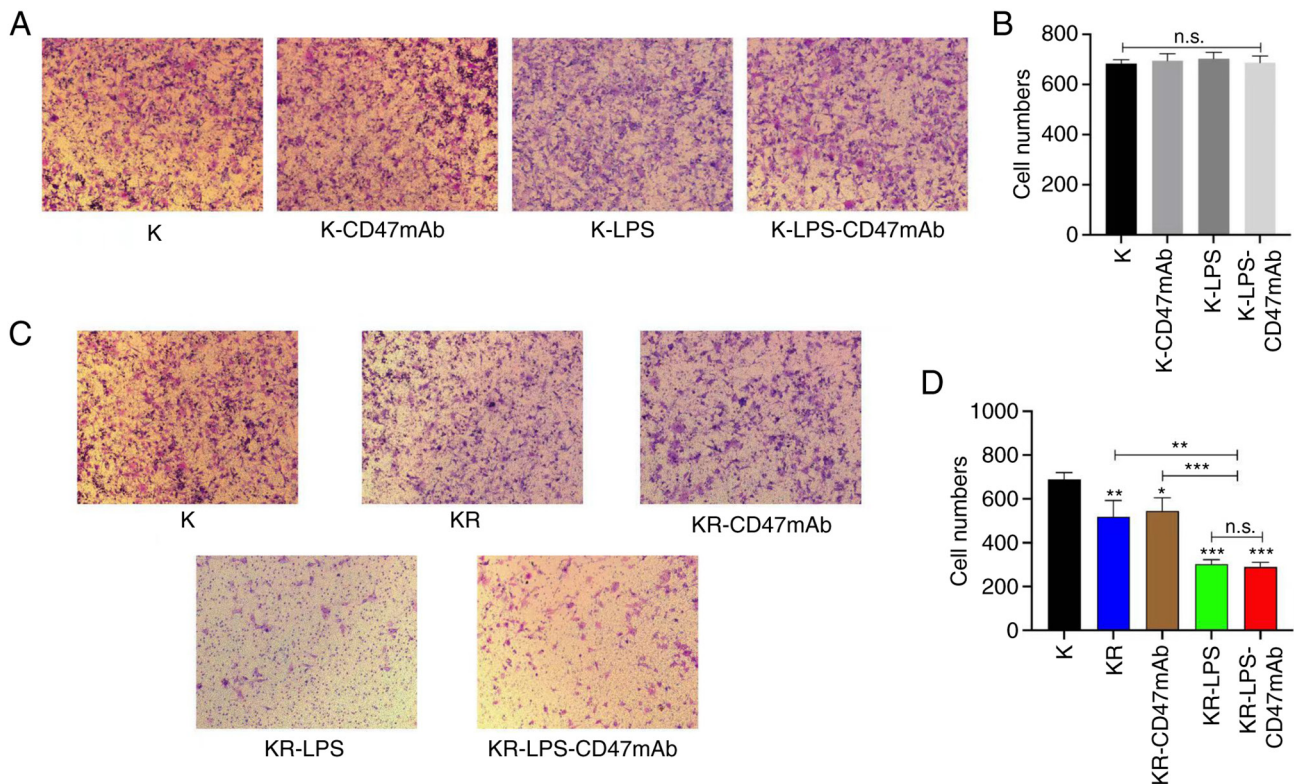 A
K
K-CD47mAb
K-LPS
K-LPS-CD47mAb
B
n.s.
800
600
400
200
0
Cell numbers
K
K-CD47mAb
K-LPS
K-LPS-
CD47mAb
C
K
KR
KR-CD47mAb
KR-LPS
KR-LPS-CD47mAb
D
1000
800
600
400
200
0
Cell numbers
**
***
**
*
n.s.
***
***
K
KR
KR-CD47mAb
KR-LPS
KR-LPS-
CD47mAb